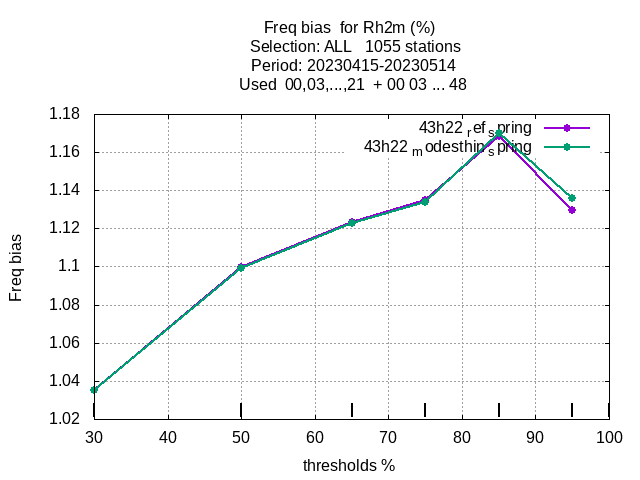 Freq bias  for Rh2m (%)
Selection: ALL   1055 stations
Period: 20230415-20230514
Used  00,03,...,21  + 00 03 ... 48
43h22 ref spring
43h22 modesthip spring
1.18
1.16
1.14
1.12
1.1
1.08
1.06
1.04
1.02
Freq bias
30 40 50 60 70 80 90 100
thresholds %